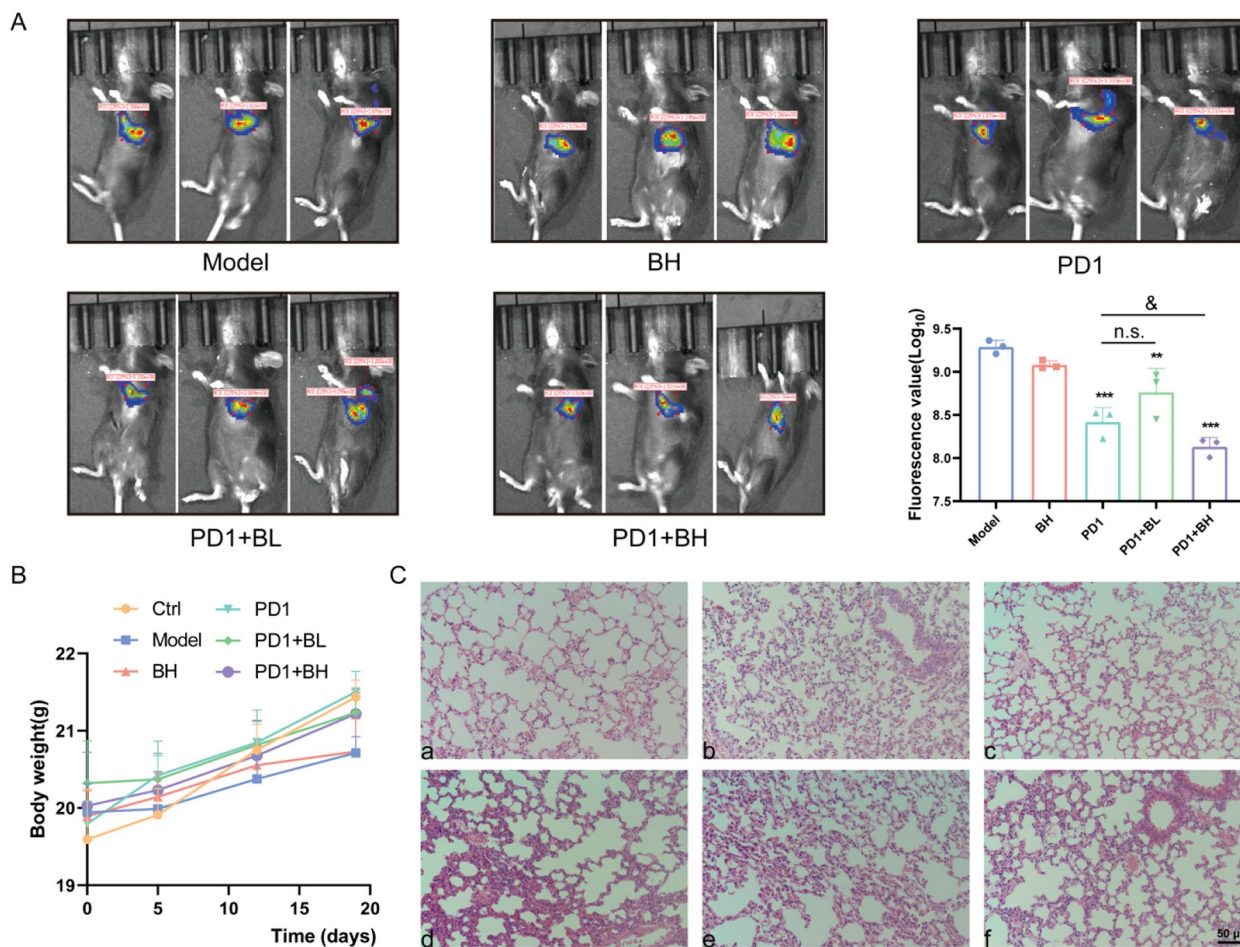 A
Model
BH
PD1
PD1+BL
PD1+BH
&
n.s.
**
***
***
9.5
9.0
8.5
8.0
7.5
Fluorescence value(Log10)
Model
BH
PD1
PD1+BL
PD1+BH
B
Ctrl
PD1
Model
PD1+BL
BH
PD1+BH
22
21
20
19
Body weight(g)
0
5
10
15
20
Time (days)
C
a
b
c
d
e
f
50 µ